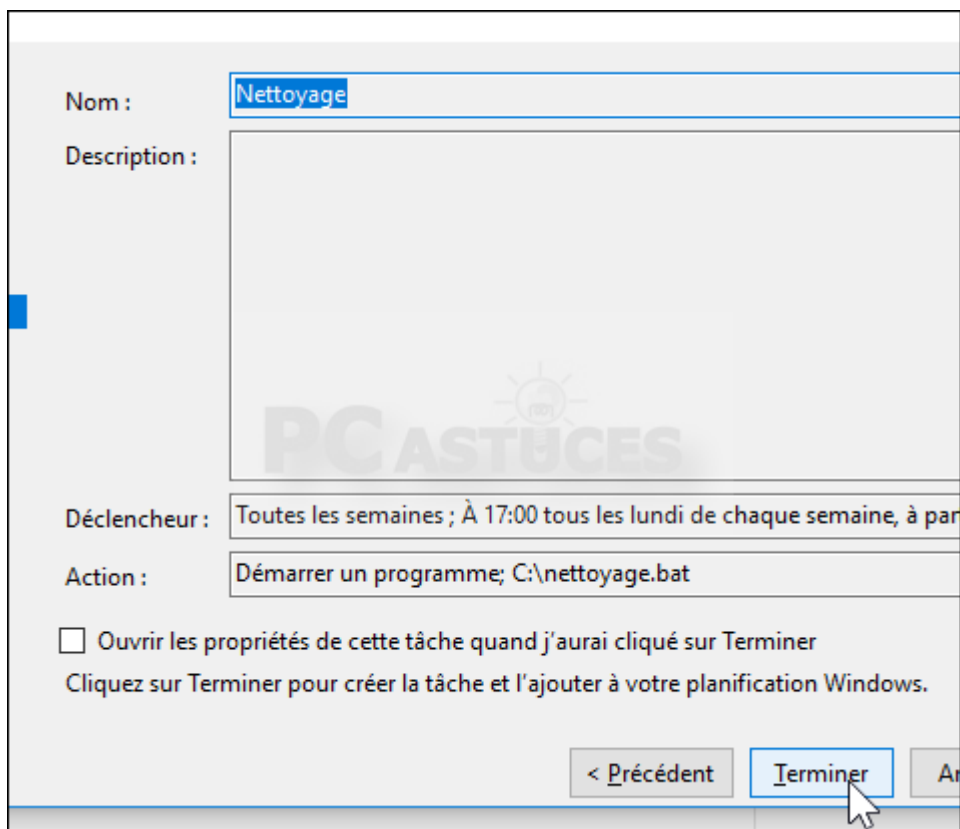 Nom : Nettoyage
Description :
PC ASTUCES
Déclencheur : Toutes les semaines ; À 17:00 tous les lundi de chaque semaine, à par
Action : Démarrer un programme; C:\nettoyage.bat
Ouvrir les propriétés de cette tâche quand j'aurai cliqué sur Terminer
Cliquez sur Terminer pour créer la tâche et l'ajouter à votre planification Windows.
< Précédent Terminer